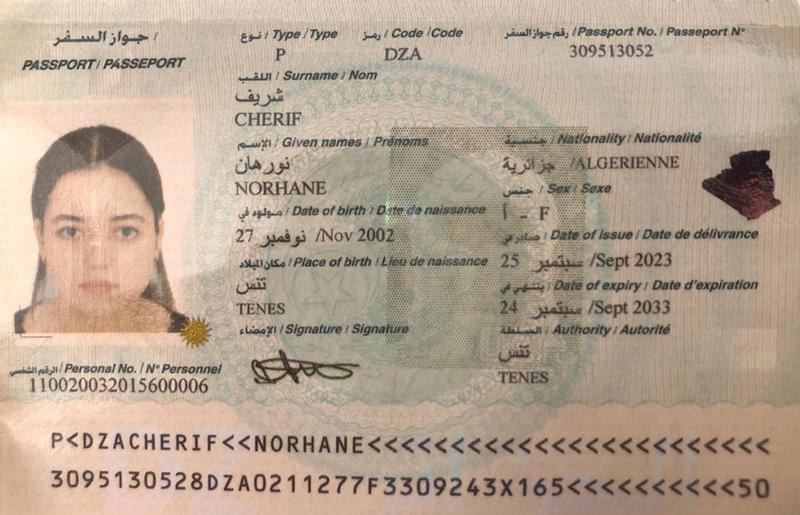 جواز السفر /
PASSPORT / PASSEPORT
نوع / Type /Type
P
رمز / Code /Code
DZA
رقم جواز السفر / Passport No. / Passeport N°
309513052
اللقب / Surname / Nom
شريف
CHERIF
الإسم / Given names / Prénoms
نورهان
NORHANE
جنسية / Nationality / Nationalité
جزائرية /ALGERIENNE
جنس / Sex / Sexe
أ - F
مولود في / Date of birth / Date de naissance
27 نوفمبر /Nov 2002
صادر في / Date of issue / Date de délivrance
25 سبتمبر /Sept 2023
مكان الميلاد / Place of birth / Lieu de naissance
تنس
TENES
ينتهي في / Date of expiry / Date d'expiration
24 سبتمبر /Sept 2033
الإمضاء / Signature / Signature
السلطة / Authority / Autorité
تنس
TENES
الرقم الشخصي / Personal No. / N° Personnel
110020032015600006
P<DZACHERIF<<NORHANE<<<<<<<<<<<<<<<<<<<<<<<<
3095130528DZA0211277F3309243X165<<<<<<<<<<50